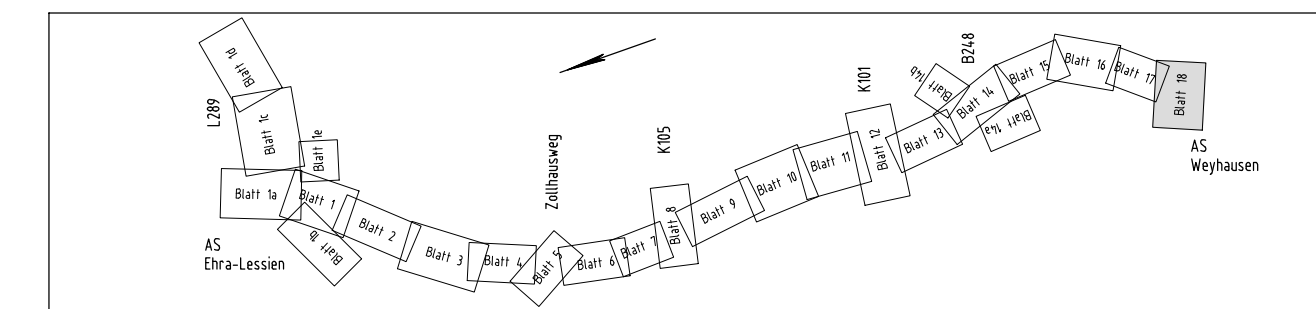 Blatt 1d
L289
Blatt 1c
Blatt 1e
Blatt 1a
Blatt 1
Blatt 1b
AS
Ehra-Lessien
Blatt 2
Blatt 3
Blatt 4
Zollhausweg
Blatt 5
Blatt 6
Blatt 7
K105
Blatt 8
Blatt 9
Blatt 10
Blatt 11
K101
Blatt 12
Blatt 13
Blatt 14b
B248
Blatt 14
Blatt 14a
Blatt 15
Blatt 16
Blatt 17
Blatt 18
AS
Weyhausen